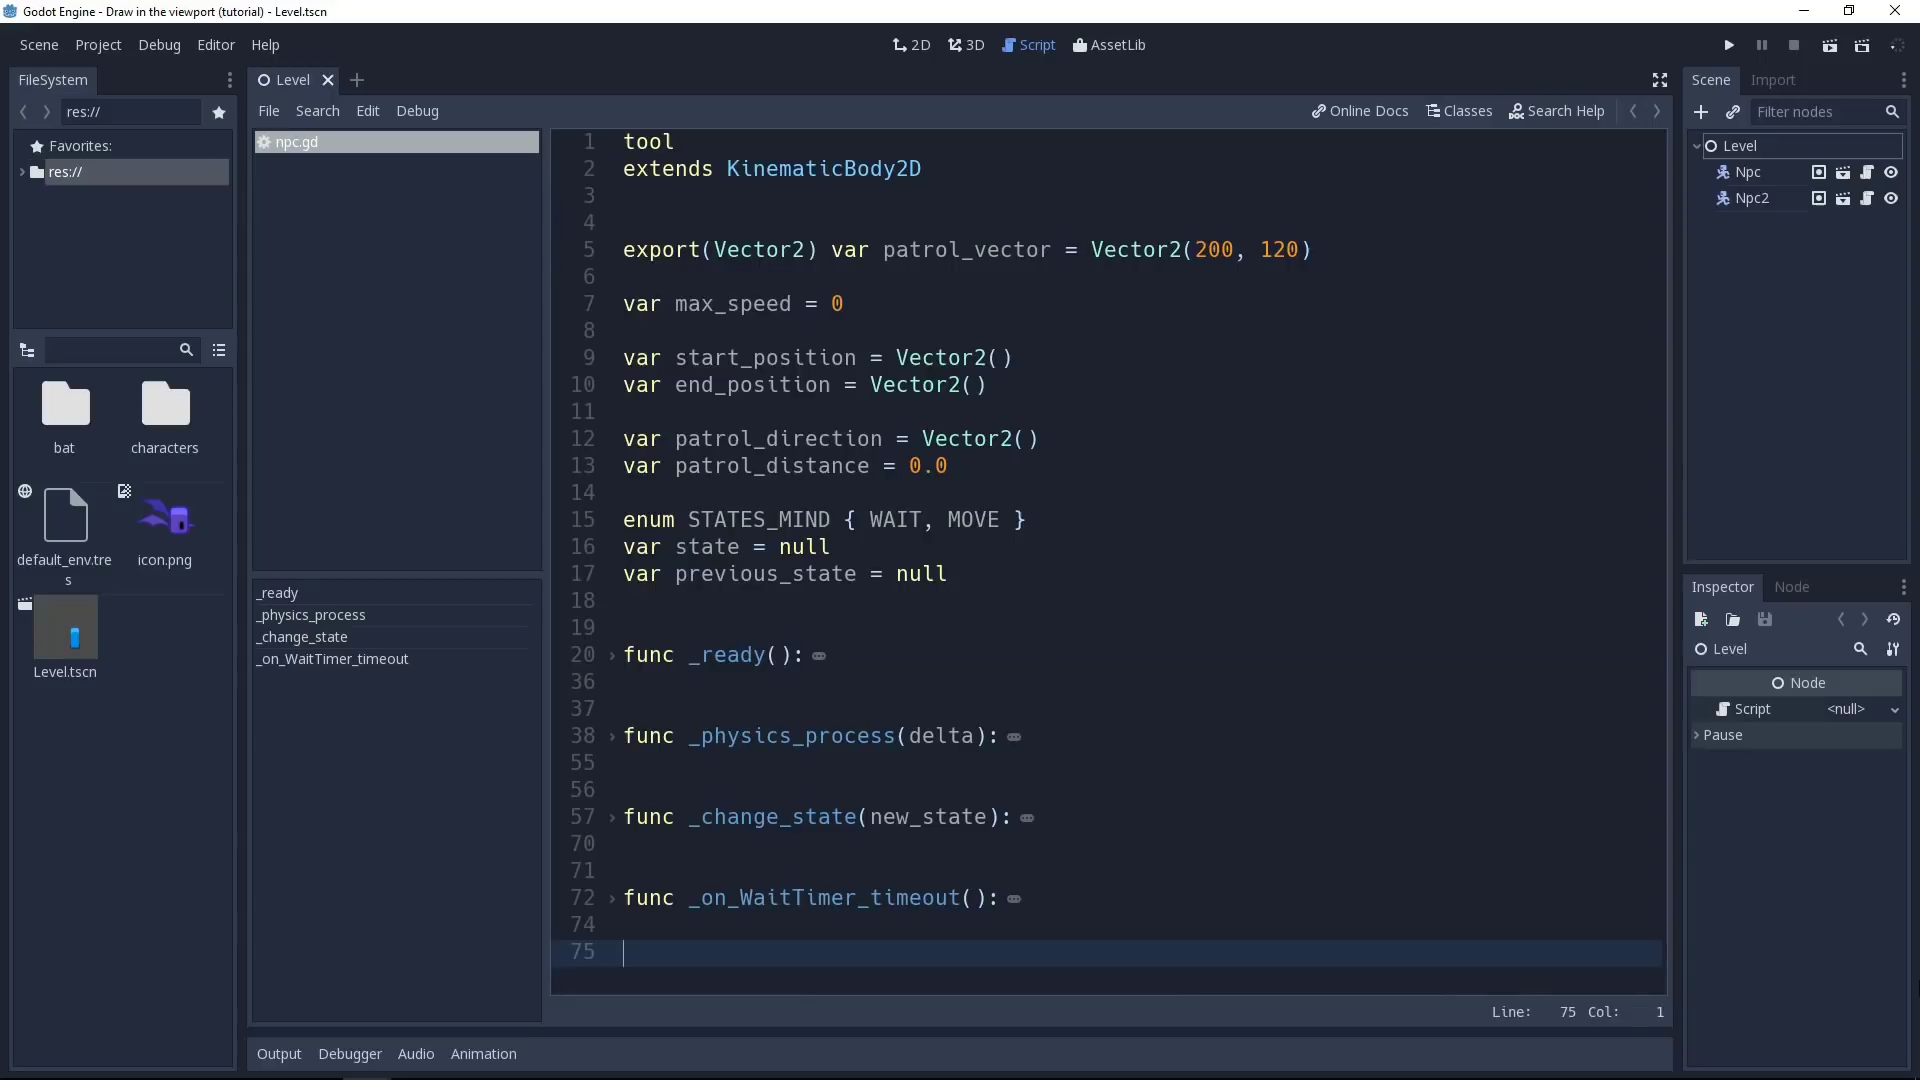 Godot Engine - Draw in the viewport (tutorial) - Level.tscn
Scene Project Debug Editor Help
2D 3D Script AssetLib
FileSystem
res://
Favorites:
res://
bat
characters
default_env.tre
s
icon.png
Level.tscn
Level
File Search Edit Debug
Online Docs Classes Search Help
npc.gd
_ready
_physics_process
_change_state
_on_WaitTimer_timeout
1 tool
2 extends KinematicBody2D
3
4
5 export(Vector2) var patrol_vector = Vector2(200, 120)
6
7 var max_speed = 0
8
9 var start_position = Vector2()
10 var end_position = Vector2()
11
12 var patrol_direction = Vector2()
13 var patrol_distance = 0.0
14
15 enum STATES_MIND { WAIT, MOVE }
16 var state = null
17 var previous_state = null
18
19
20 func _ready():
36
37
38 func _physics_process(delta):
55
56
57 func _change_state(new_state):
70
71
72 func _on_WaitTimer_timeout():
74
75
Line: 75 Col: 1
Output Debugger Audio Animation
Scene Import
Filter nodes
Level
Npc
Npc2
Inspector Node
Level
Node
Script <null>
Pause